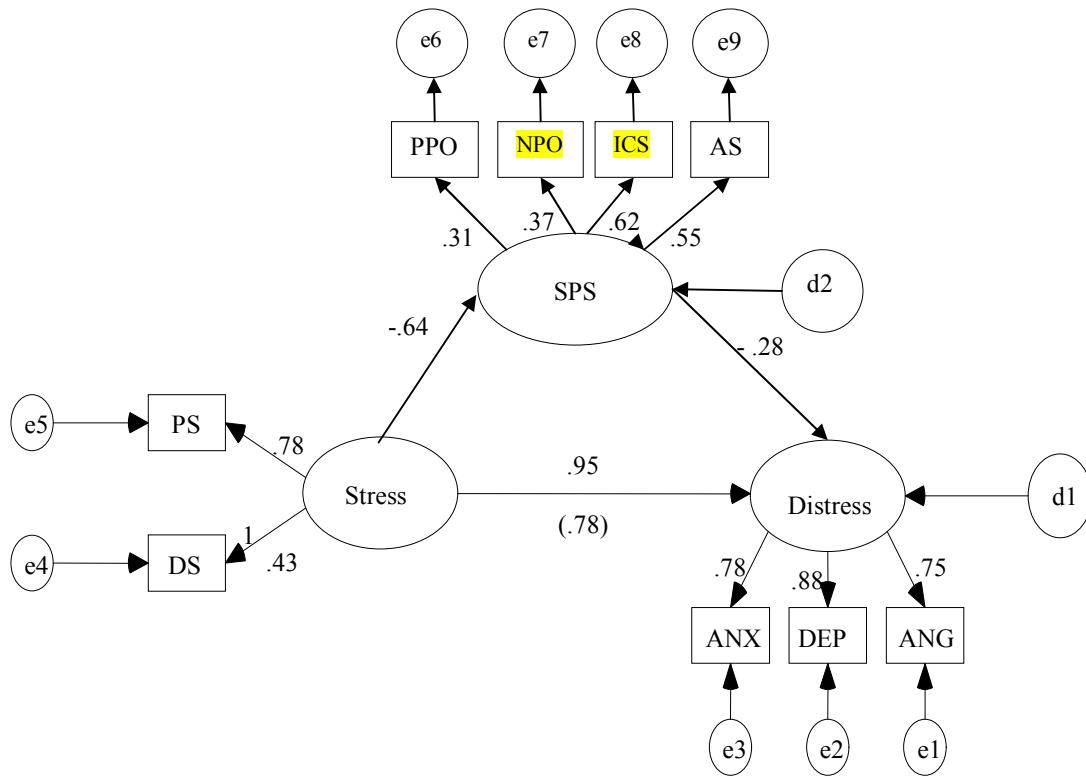 e6 e7 e8 e9
PPO NPO ICS AS
.31 .37 .62 .55
SPS d2
-.64 - .28
e5 PS
.78
Stress .95 Distress d1
(.78)
1
e4 DS .43
.78 .88 .75
ANX DEP ANG
e3 e2 e1